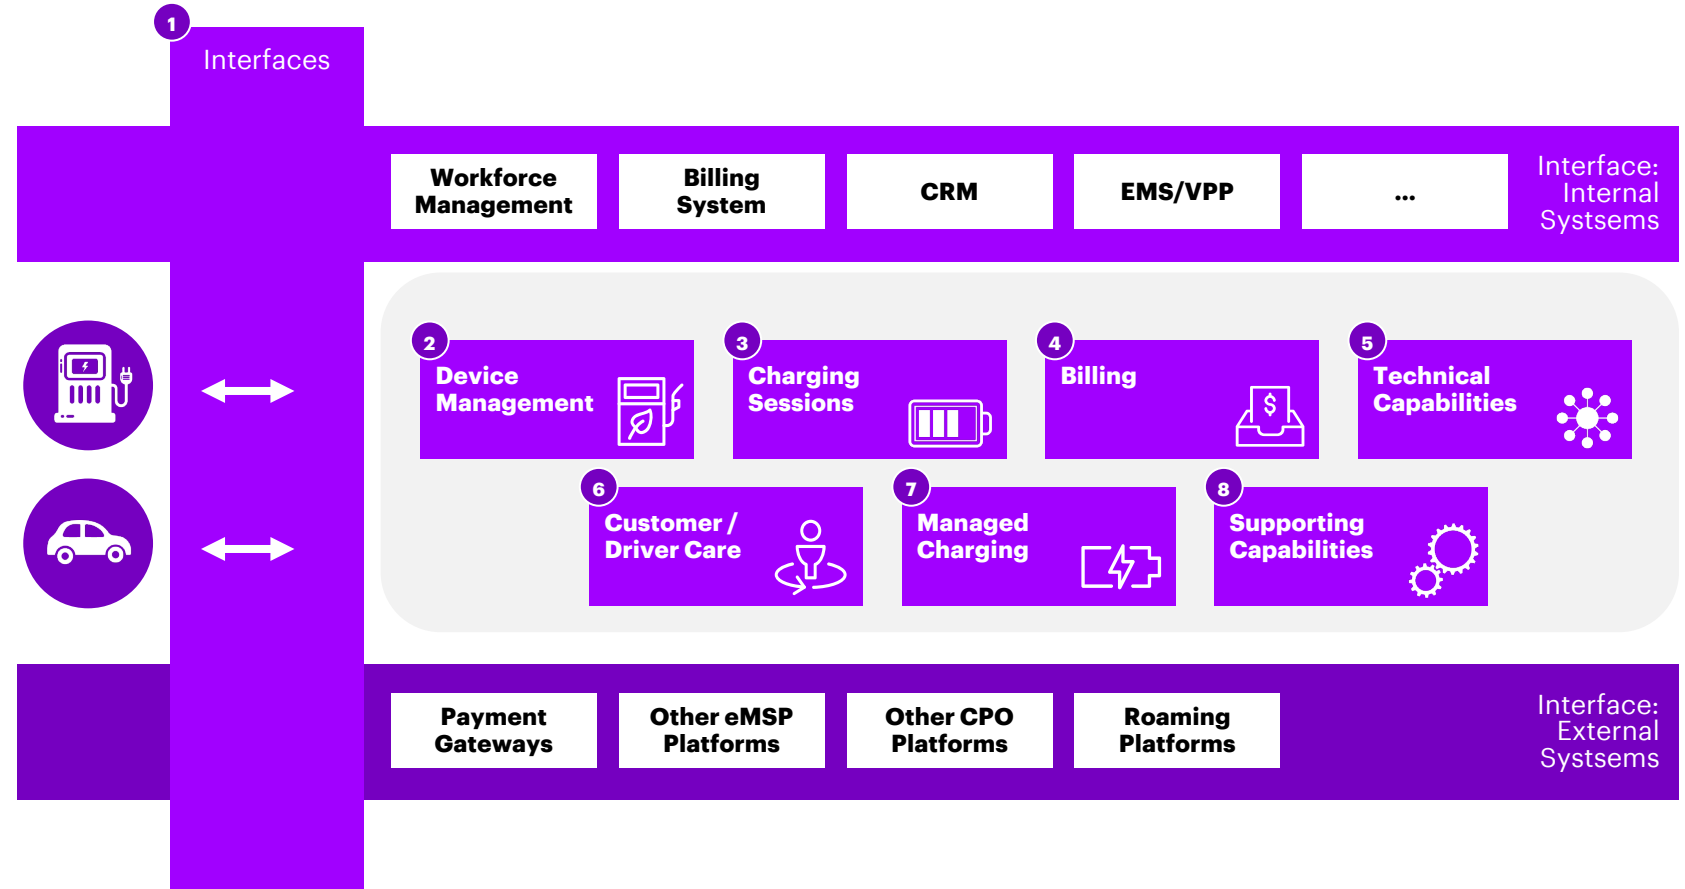 1
Interfaces
Workforce
Management
Billing
System
CRM
EMS/VPP
...
Interface:
Internal
Systsems
2
Device
Management
3
Charging
Sessions
4
Billing
$
5
Technical
Capabilities
6
Customer /
Driver Care
7
Managed
Charging
8
Supporting
Capabilities
Payment
Gateways
Other eMSP
Platforms
Other CPO
Platforms
Roaming
Platforms
Interface:
External
Systsems